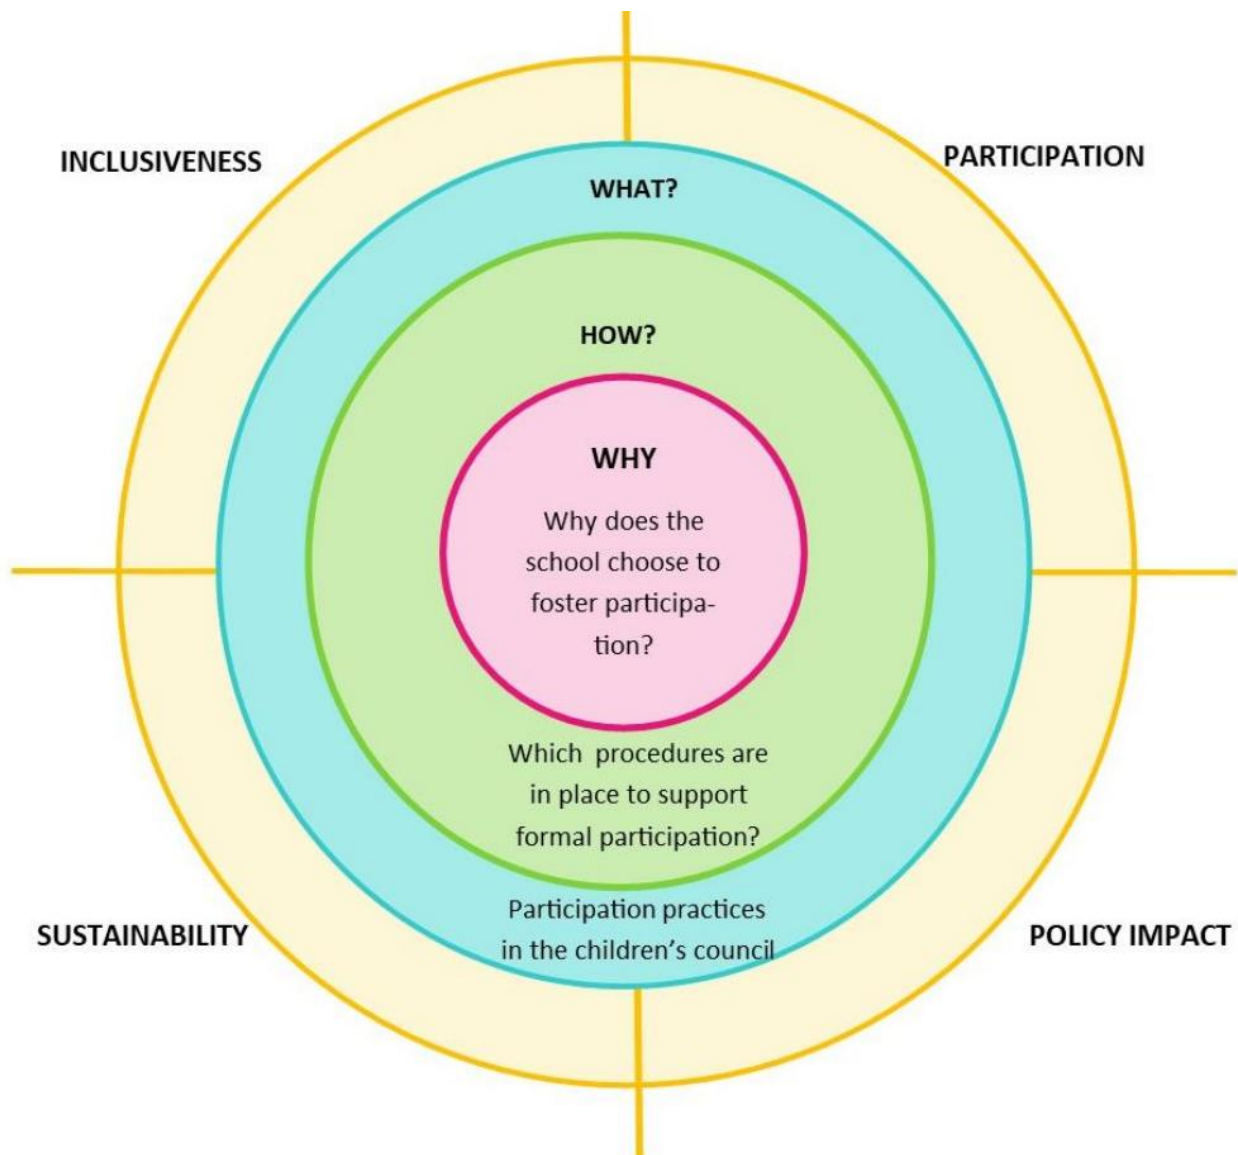 INCLUSIVENESS
PARTICIPATION
WHAT?
HOW?
WHY
Why does the
school choose to
foster participa-
tion?
Which procedures are
in place to support
formal participation?
Participation practices
in the children’s council
SUSTAINABILITY
POLICY IMPACT